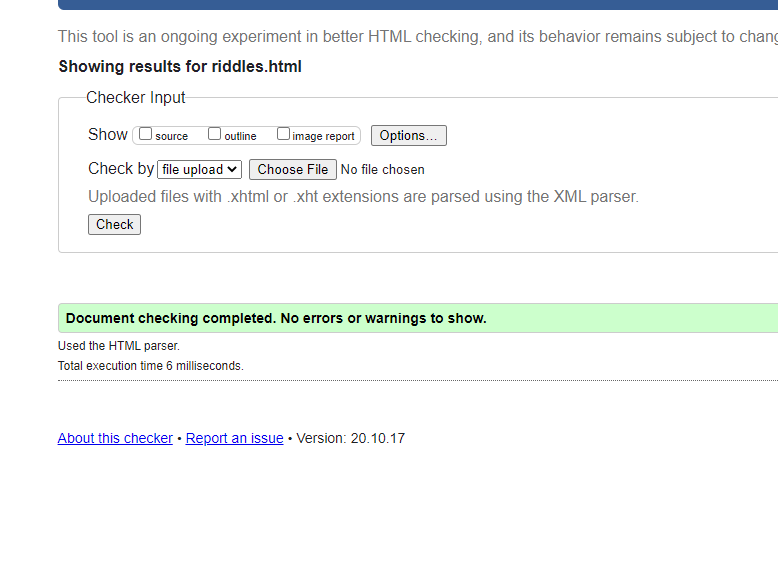 This tool is an ongoing experiment in better HTML checking, and its behavior remains subject to
Showing results for riddles.html
Checker Input
Show source outline image report Options...
Check by file upload Choose File No file chosen
Uploaded files with .xhtml or .xht extensions are parsed using the XML parser.
Check
Document checking completed. No errors or warnings to show.
Used the HTML parser.
Total execution time 6 milliseconds.
About this checker • Report an issue • Version: 20.10.17